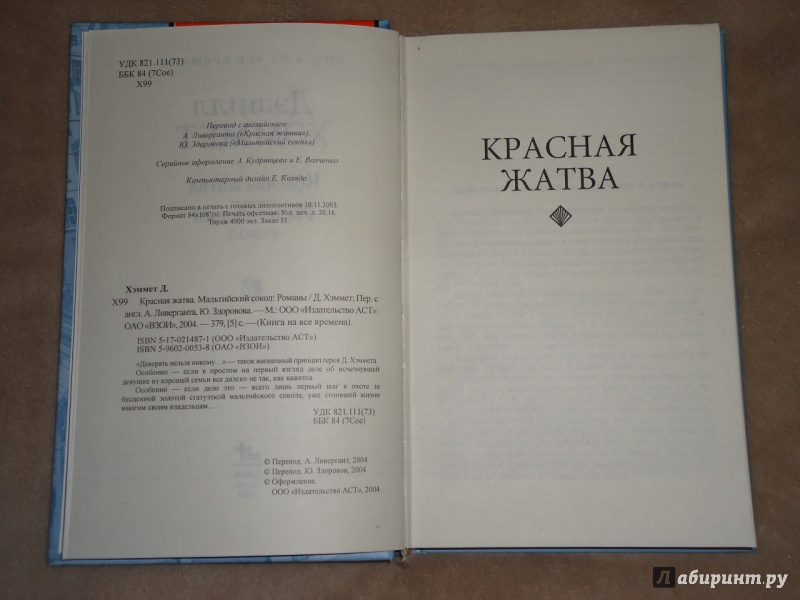 УДК 821.111(73)
ББК 84 (7Сое)
Х99
Перевод с английского
А. Ливерганта («Красная жатва»),
Ю. Здоровова («Мальтийский сокол»)
Серийное оформление А. Кудрявцева и Е. Вовченко
Компьютерный дизайн Е. Коляда
Подписано в печать с готовых диапозитивов 10.11.2003.
Формат 84х108 1/32. Печать офсетная. Усл. печ. л. 20,16.
Тираж 4000 экз. Заказ 33.
Хэммет Д.
Х99 Красная жатва. Мальтийский сокол: Романы / Д. Хэммет; Пер. с
англ. А. Ливерганта, Ю. Здоровова. — М.: ООО «Издательство АСТ»:
ОАО «ВЗОИ», 2004. — 379, [5] с. — (Книга на все времена).
ISBN 5-17-021487-1 (ООО «Издательство АСТ»)
ISBN 5-9602-0053-8 (ОАО «ВЗОИ»)
«Доверять нельзя никому...» — таков жизненный принцип героя Д. Хэммета.
Особенно — если в простом на первый взгляд деле об исчезнувшей
девушке из хорошей семьи все далеко не так, как кажется.
Особенно — если дело это — всего лишь первый шаг в охоте за
бесценной золотой статуэткой мальтийского сокола, уже стоившей жизни
многим своим владельцам...
УДК 821.111(73)
ББК 84 (7Сое)
© Перевод. А. Ливергант, 2004
© Перевод. Ю. Здоровов, 2004
© Оформление.
ООО «Издательство АСТ», 2004
КРАСНАЯ
ЖАТВА
Лабиринт.ру